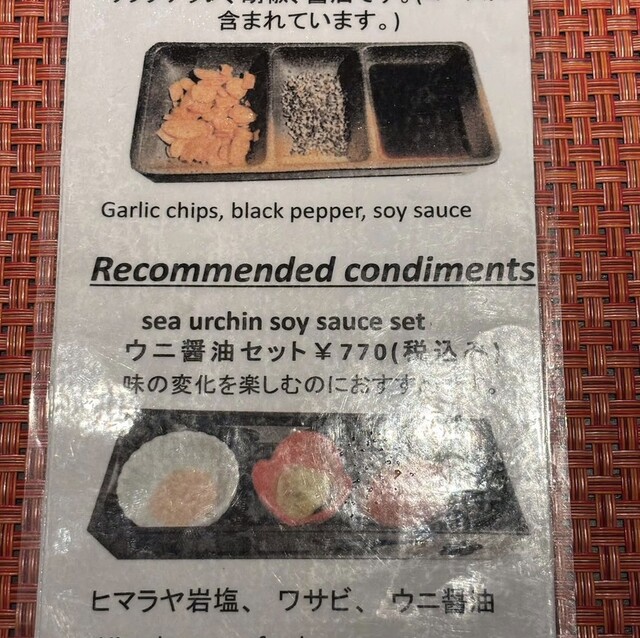 含まれています。)
Garlic chips, black pepper, soy sauce
Recommended condiments
sea urchin soy sauce set
ウニ醤油セット￥770(税込み)
味の変化を楽しむのにおすすめです。
ヒマラヤ岩塩、 ワサビ、 ウニ醤油